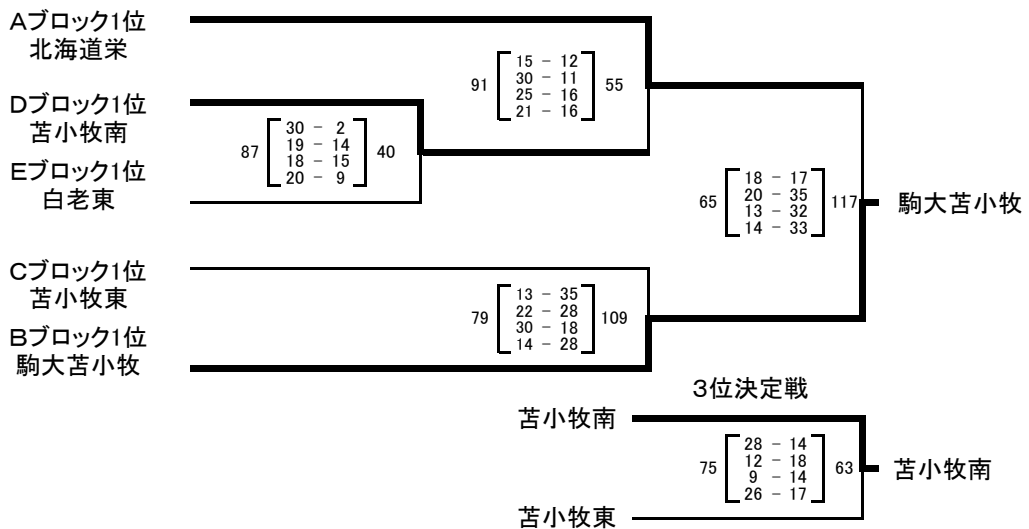 Aブロック1位
北海道栄
Dブロック1位
苫小牧南
Eブロック1位
白老東
Cブロック1位
苫小牧東
Bブロック1位
駒大苫小牧
87
30 - 2
19 - 14
18 - 15
20 - 9
40
91
15 - 12
30 - 11
25 - 16
21 - 16
55
79
13 - 35
22 - 28
30 - 18
14 - 28
109
65
18 - 17
20 - 35
13 - 32
14 - 33
117
駒大苫小牧
3位決定戦
苫小牧南
苫小牧東
75
28 - 14
12 - 18
9 - 14
26 - 17
63
苫小牧南